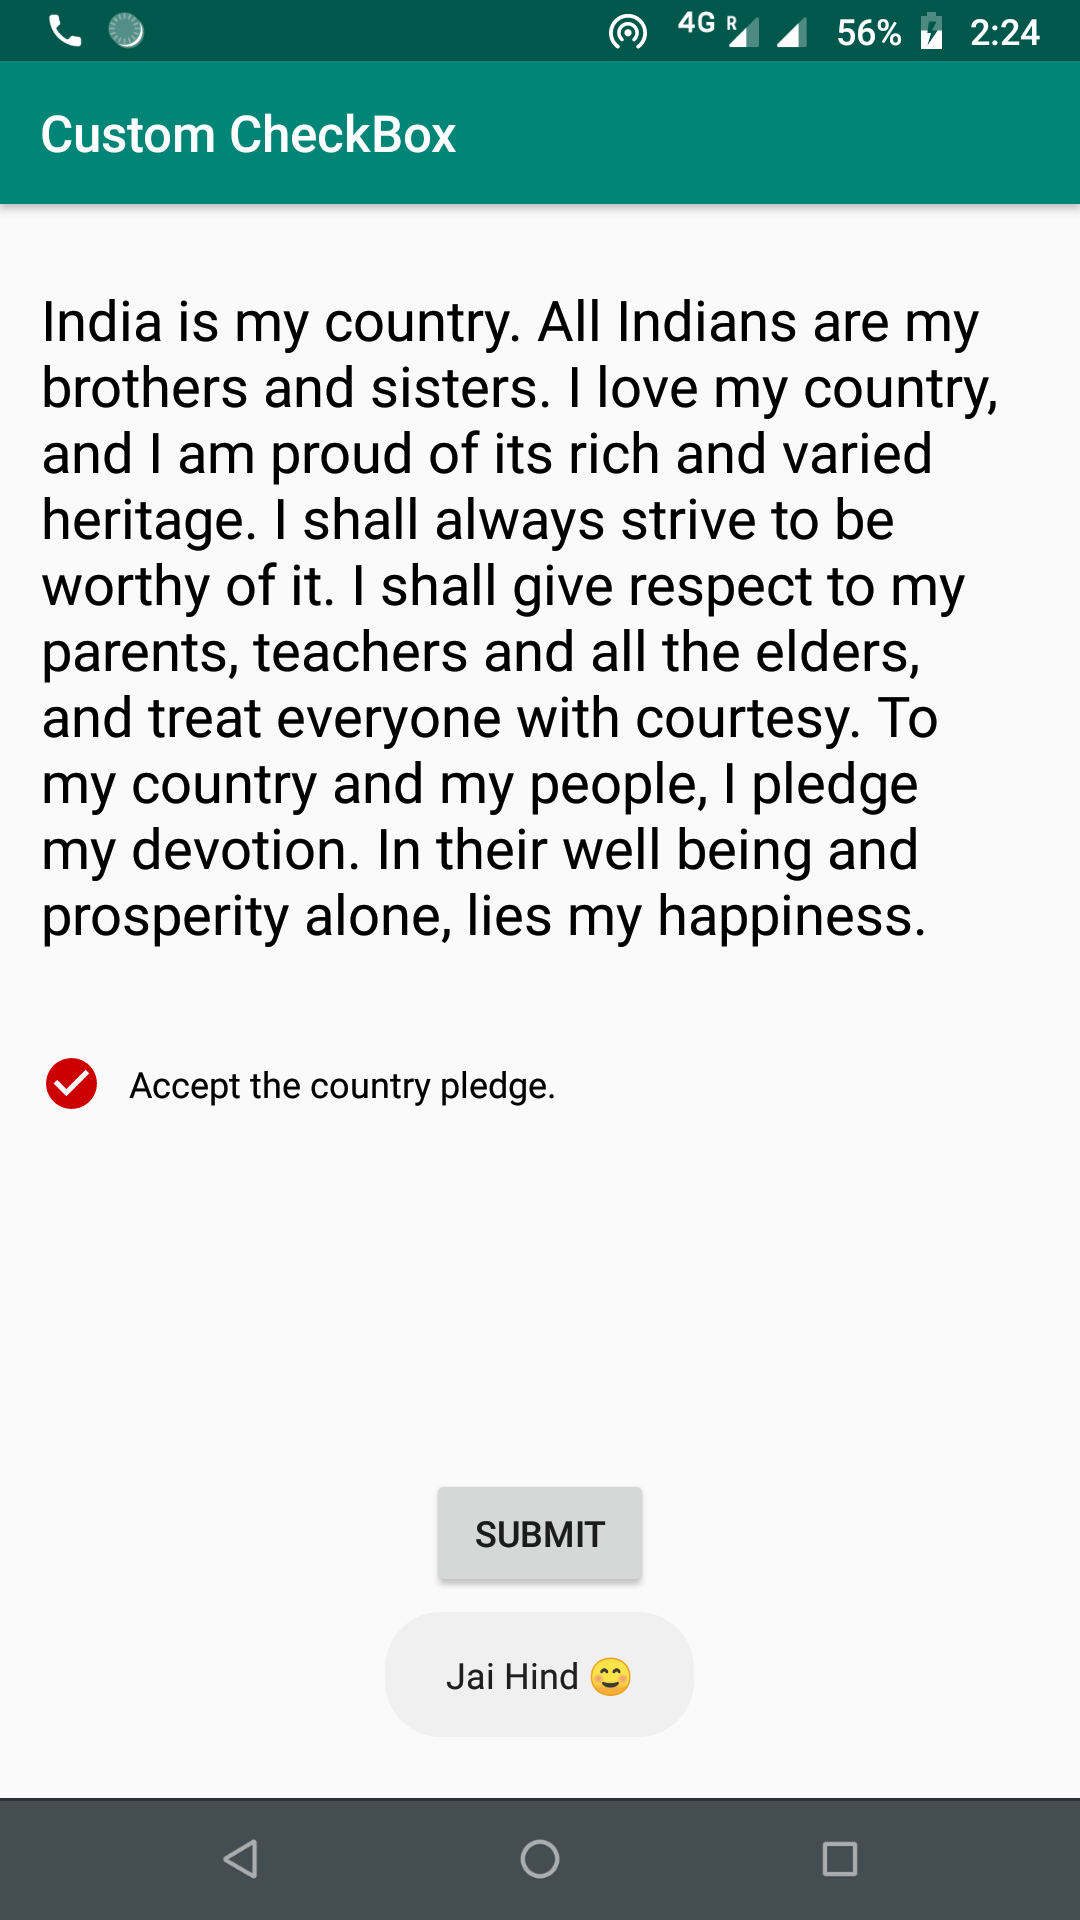 4G R 56% 2:24
Custom CheckBox
India is my country. All Indians are my
brothers and sisters. I love my country,
and I am proud of its rich and varied
heritage. I shall always strive to be
worthy of it. I shall give respect to my
parents, teachers and all the elders,
and treat everyone with courtesy. To
my country and my people, I pledge
my devotion. In their well being and
prosperity alone, lies my happiness.
Accept the country pledge.
SUBMIT
Jai Hind 😊